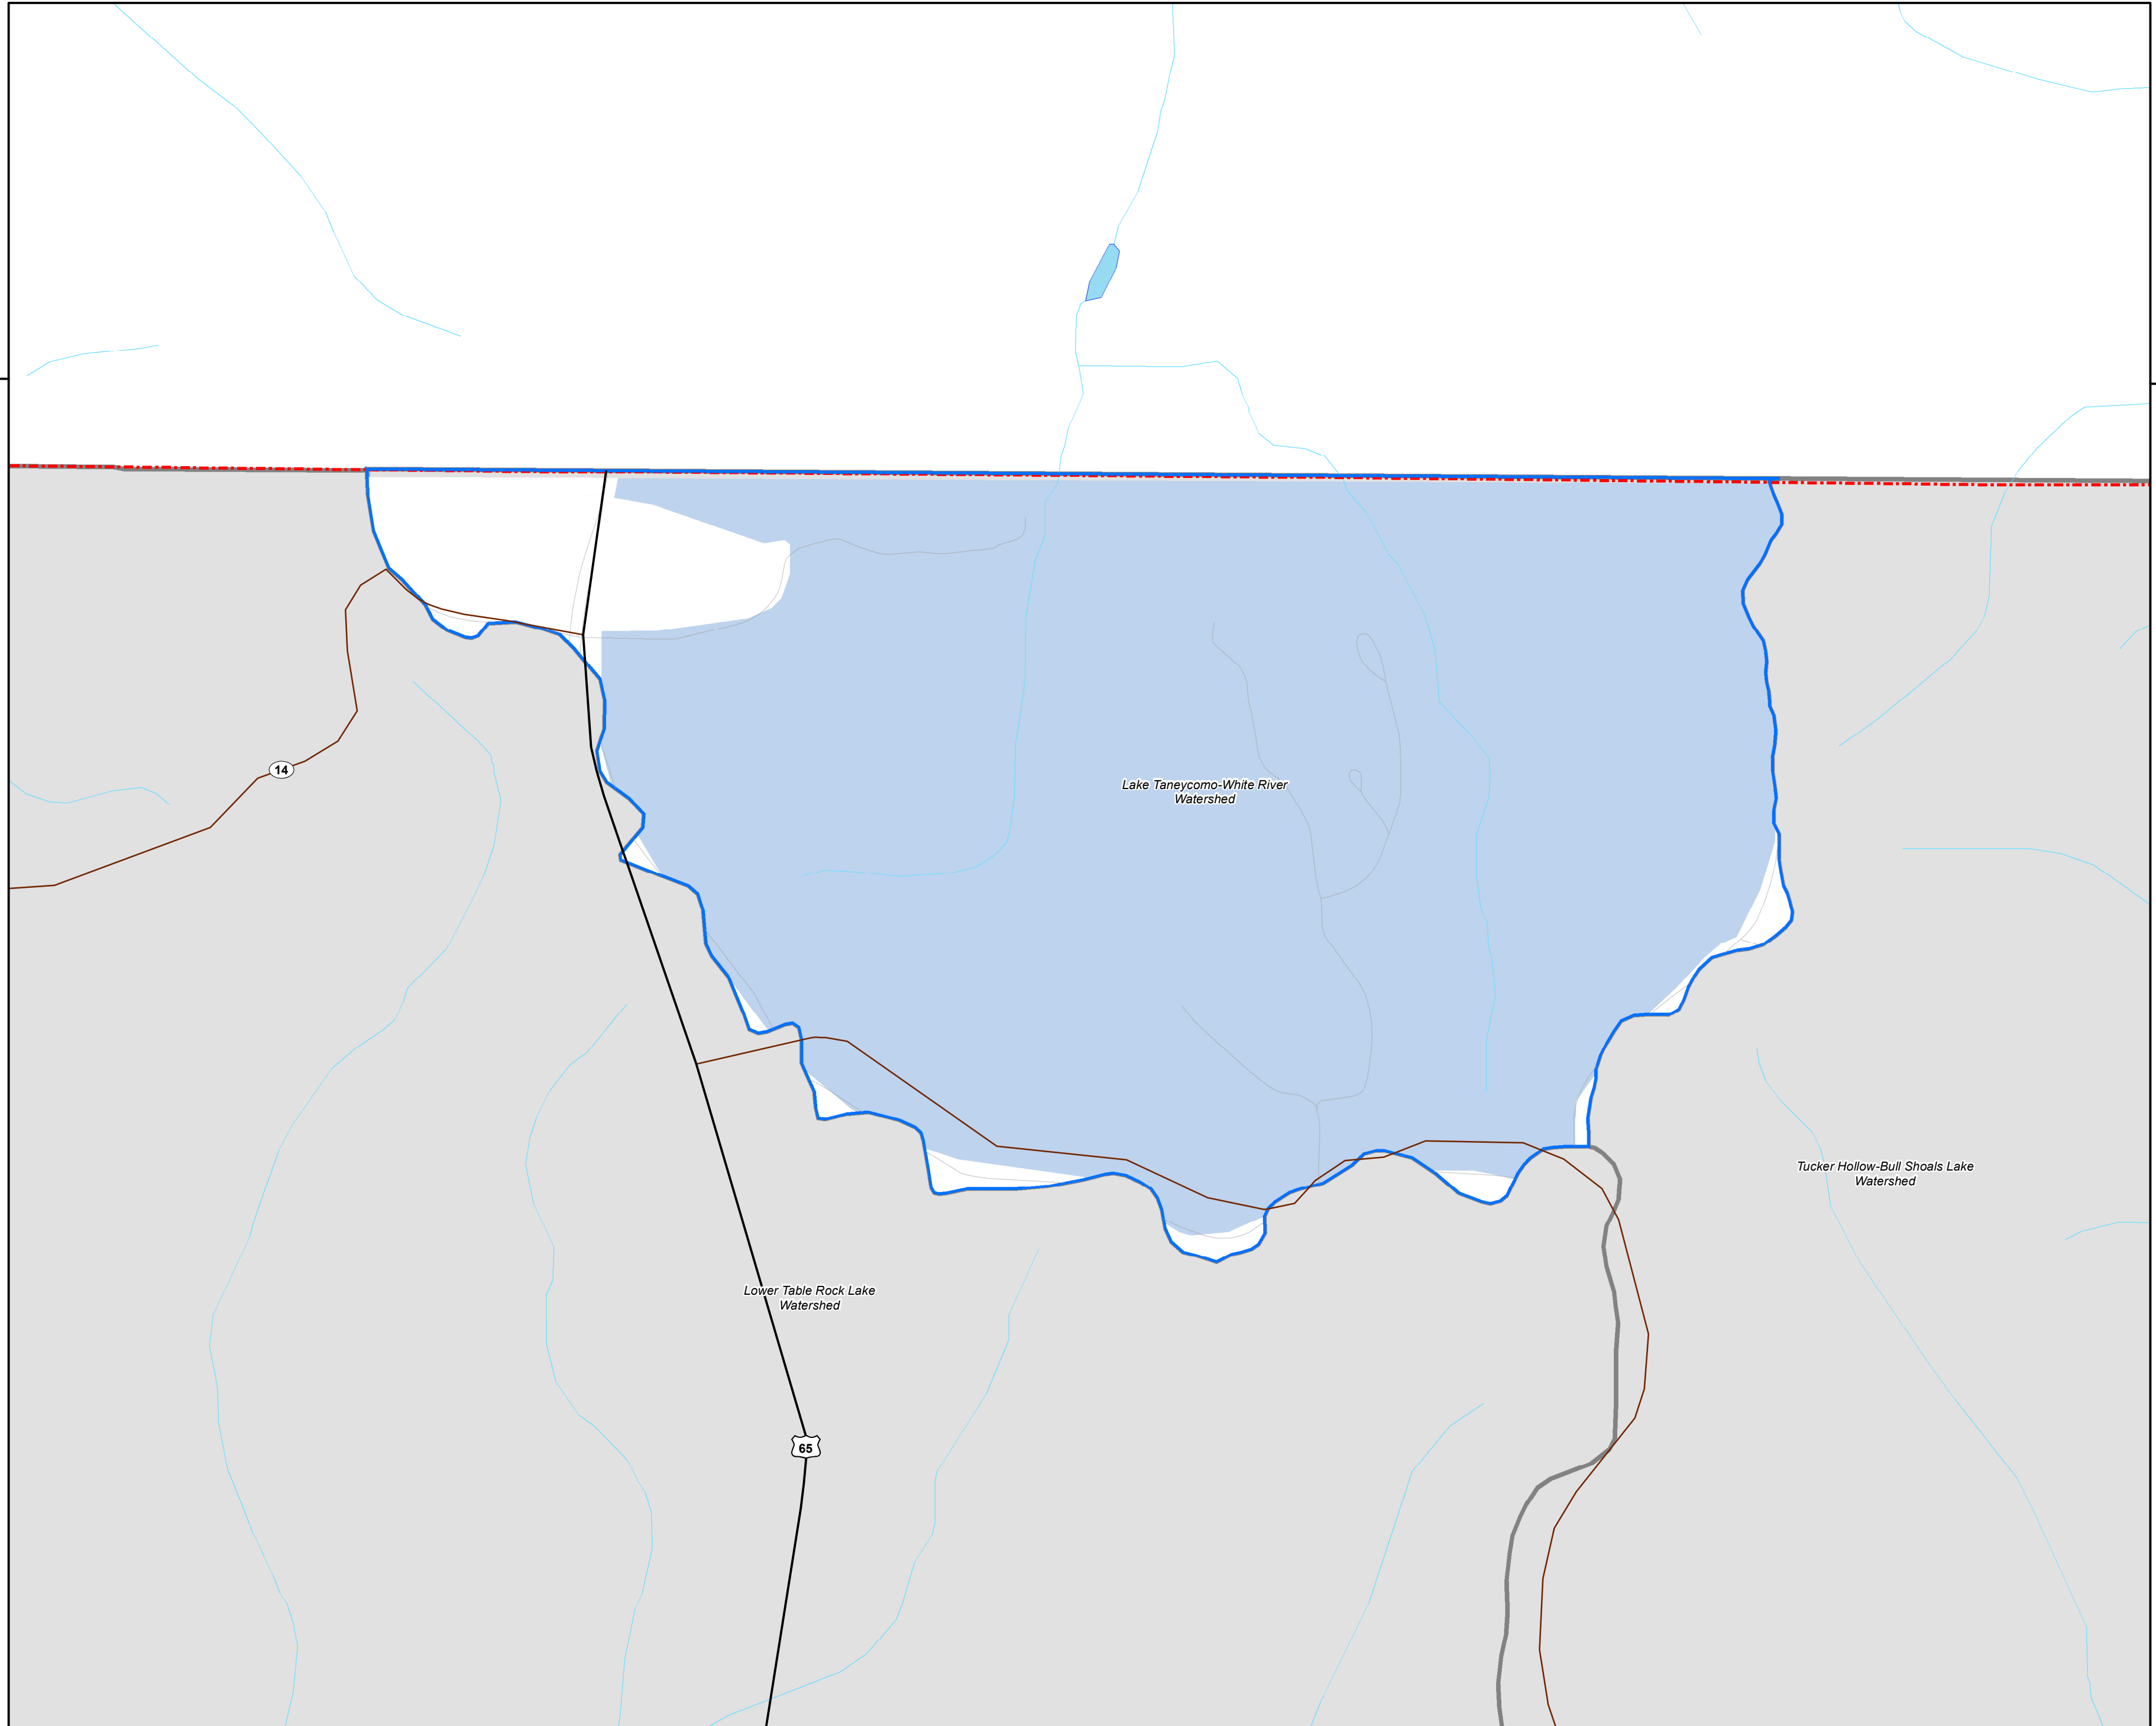 14
Lake Taneycomo-White River
Watershed
Tucker Hollow-Bull Shoals Lake
Watershed
Lower Table Rock Lake
Watershed
65